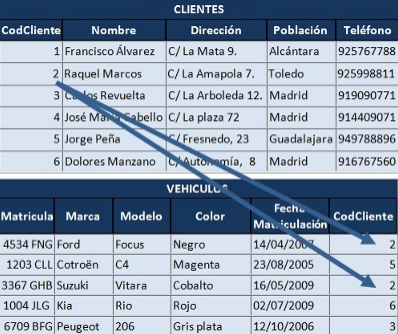 CLIENTES
CodCliente Nombre Dirección Población Teléfono
1 Francisco Álvarez C/ La Mata 9. Alcántara 925767788
2 Raquel Marcos C/ La Amapola 7. Toledo 925998811
3 Carlos Revuelta C/ La Arboleda 12. Madrid 919090771
4 José María Sabello C/ La plaza 72 Madrid 914409071
5 Jorge Peña C/ Fresnedo, 23 Guadalajara 949788896
6 Dolores Manzano C/ Autonomía, 8 Madrid 916767560
VEHICULOS
Matricula Marca Modelo Color Fecha Matriculación CodCliente
4534 FNG Ford Focus Negro 14/04/2007 2
1203 CLL Cotroën C4 Magenta 23/08/2005 5
3367 GHB Suzuki Vitara Cobalto 16/05/2009 2
1004 JLG Kia Rio Rojo 02/07/2009 6
6709 BFG Peugeot 206 Gris plata 12/10/2006 3